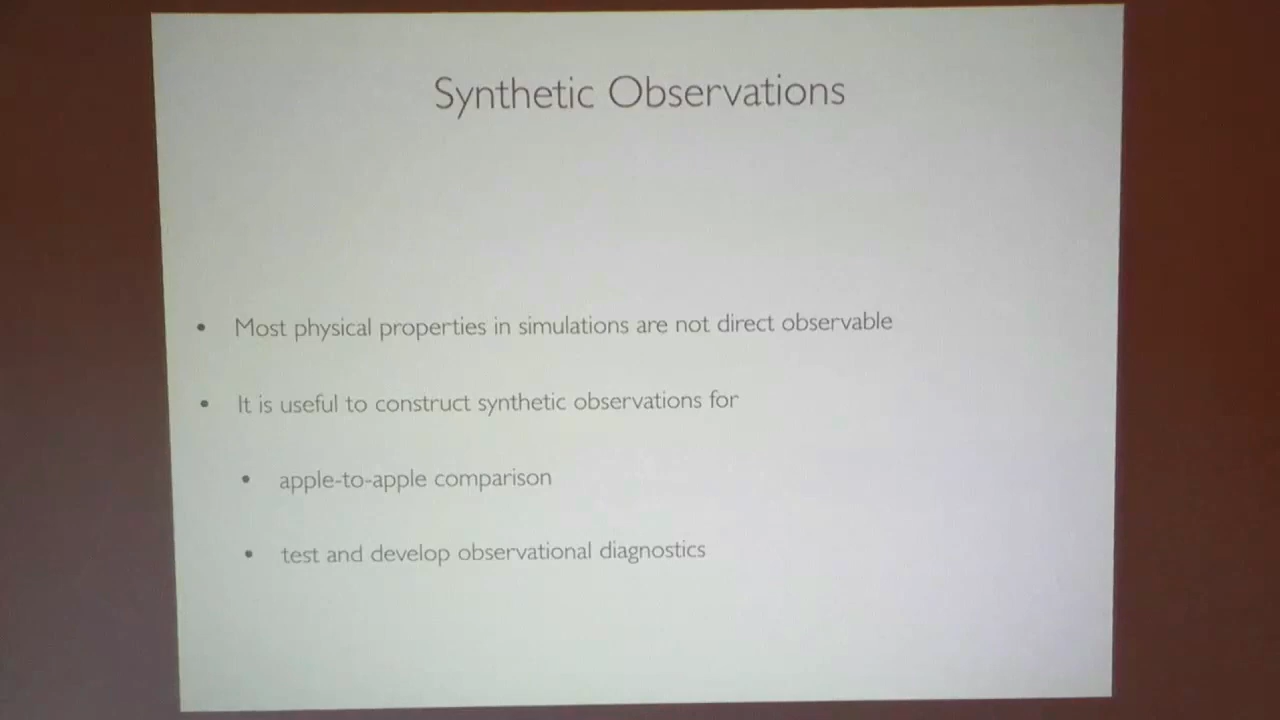 Synthetic Observations
• Most physical properties in simulations are not direct observable
• It is useful to construct synthetic observations for
• apple-to-apple comparison
• test and develop observational diagnostics